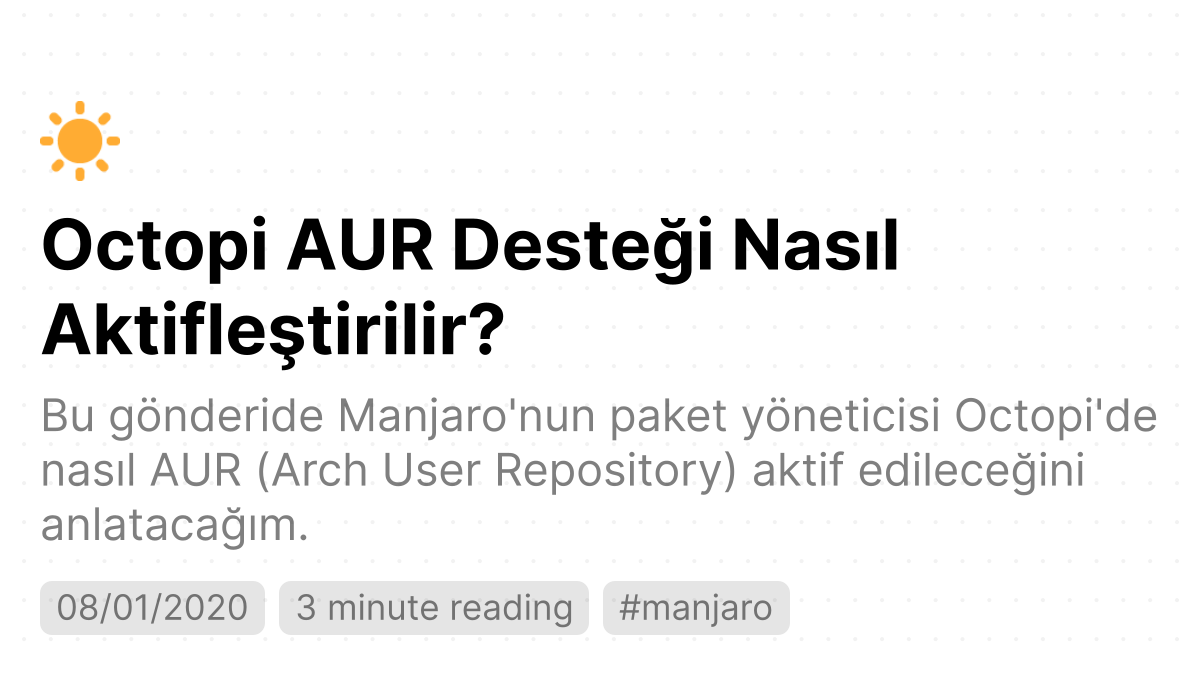 Octopi AUR Desteği Nasıl
Aktifleştirilir?
Bu gönderide Manjaro'nun paket yöneticisi Octopi'de
nasıl AUR (Arch User Repository) aktif edileceğini
anlatacağım.
08/01/2020 3 minute reading #manjaro